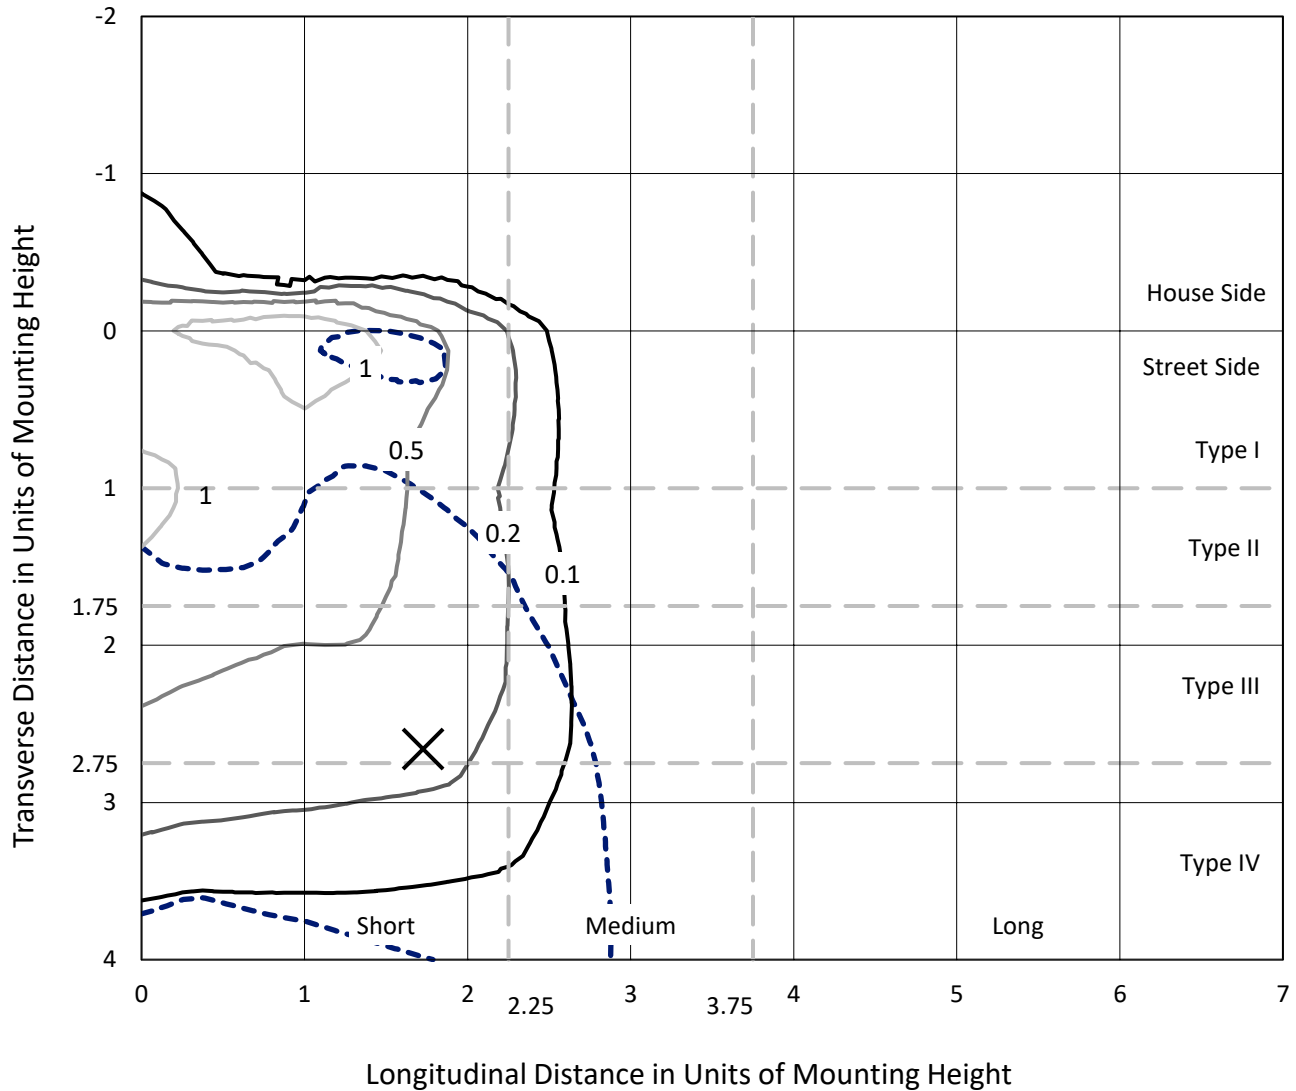 -2
-1
House Side
0
Street Side
1
Type I
0.5
1
1
0.2
Type II
0.1
1.75
2
Type III
2.75
3
Type IV
Short
Medium
Long
4
0
1
2
2.25
3
3.75
4
5
6
7
Transverse Distance in Units of Mounting Height
Longitudinal Distance in Units of Mounting Height